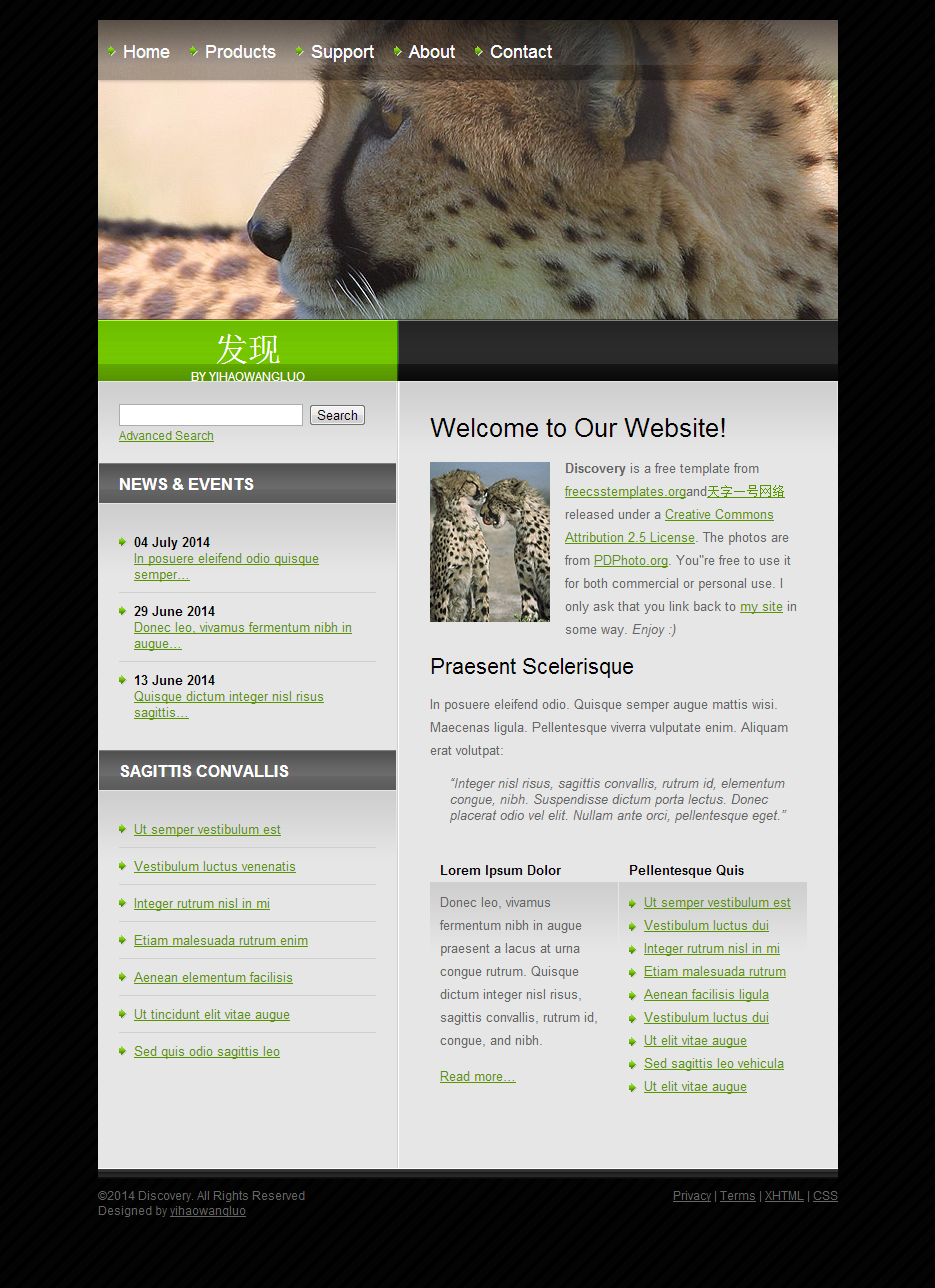 Home Products Support About Contact
发现
BY YIHAOWANGLUO
Search
Advanced Search
NEWS & EVENTS
04 July 2014
In posuere eleifend odio quisque
semper…
29 June 2014
Donec leo, vivamus fermentum nibh in
augue…
13 June 2014
Quisque dictum integer nisl risus
sagittis…
SAGITTIS CONVALLIS
Ut semper vestibulum est
Vestibulum luctus venenatis
Integer rutrum nisl in mi
Etiam malesuada rutrum enim
Aenean elementum facilisis
Ut tincidunt elit vitae augue
Sed quis odio sagittis leo
Welcome to Our Website!
Discovery is a free template from
freecsstemplates.organd天字一号网络
released under a Creative Commons
Attribution 2.5 License. The photos are
from PDPhoto.org. You"re free to use it
for both commercial or personal use. I
only ask that you link back to my site in
some way. Enjoy :)
Praesent Scelerisque
In posuere eleifend odio. Quisque semper augue mattis wisi.
Maecenas ligula. Pellentesque viverra vulputate enim. Aliquam
erat volutpat:
“Integer nisl risus, sagittis convallis, rutrum id, elementum
congue, nibh. Suspendisse dictum porta lectus. Donec
placerat odio vel elit. Nullam ante orci, pellentesque eget.”
Lorem Ipsum Dolor
Donec leo, vivamus
fermentum nibh in augue
praesent a lacus at urna
congue rutrum. Quisque
dictum integer nisl risus,
sagittis convallis, rutrum id,
congue, and nibh.
Read more…
Pellentesque Quis
Ut semper vestibulum est
Vestibulum luctus dui
Integer rutrum nisl in mi
Etiam malesuada rutrum
Aenean facilisis ligula
Vestibulum luctus dui
Ut elit vitae augue
Sed sagittis leo vehicula
Ut elit vitae augue
©2014 Discovery. All Rights Reserved
Designed by yihaowangluo
Privacy | Terms | XHTML | CSS